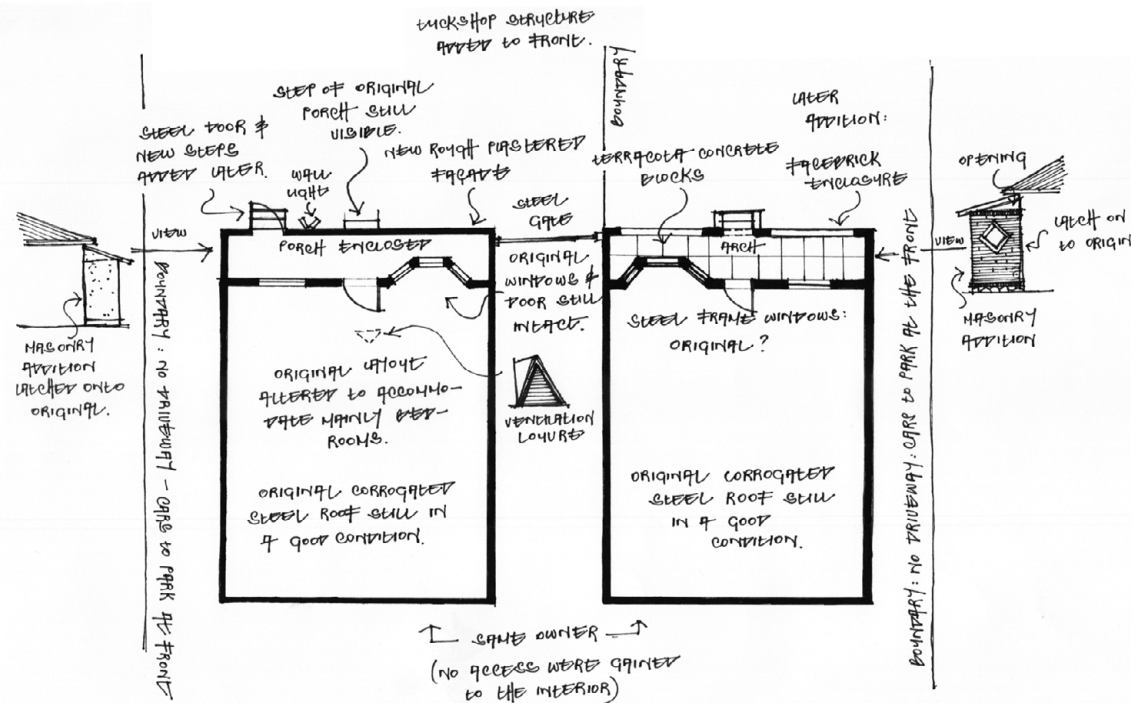 TUCKSHOP STRUCTURE
ADDED TO FRONT.
STEP OF ORIGINAL
PORCH STILL
VISIBLE.
STEEL DOOR &
NEW STEPS
ADDED LATER.
WALL
LIGHT
NEW ROUGH PLASTERED
FAÇADE
STEEL
GATE
BOUNDARY
TERRACOTA CONCRETE
BLOCKS
LATER
ADDITION:
FACEBRICK
ENCLOSURE
OPENING
LATCH ON
TO ORIGIN
VIEW
MASONRY
ADDITION
VIEW
MASONRY
ADDITION
LATCHED ONTO
ORIGINAL.
BOUNDARY: NO DRIVEWAY - CARS TO PARK AT FRONT
PORCH ENCLOSED
ORIGINAL
WINDOWS &
DOOR STILL
INTACT.
ARCH
STEEL FRAME WINDOWS:
ORIGINAL?
ORIGINAL LAYOUT
ALTERED TO ACCOMMO-
DATE MAINLY BED-
ROOMS.
VENTILATION
LOUVRE
ORIGINAL CORROGATED
STEEL ROOF STILL IN
A GOOD CONDITION.
ORIGINAL CORROGATED
STEEL ROOF STILL
IN A GOOD
CONDITION.
BOUNDARY: NO DRIVEWAY: CARS TO PARK AT THE FRONT
SAME OWNER
(NO ACCESS WERE GAINED
TO THE INTERIOR)